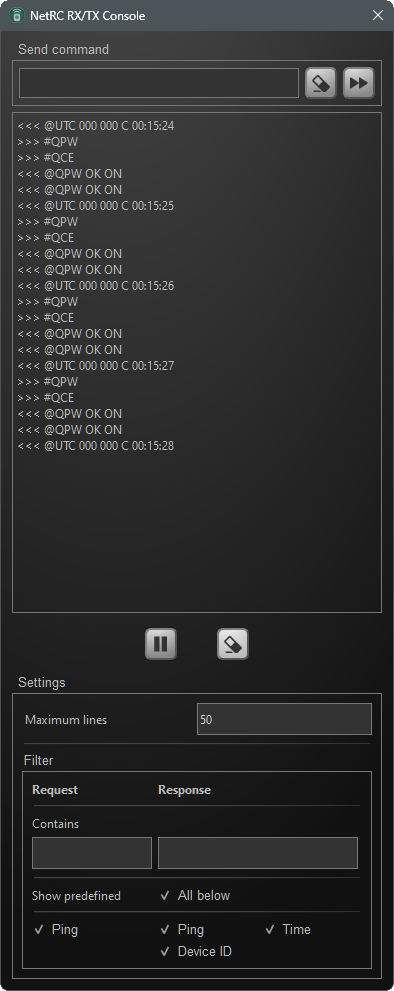 NetRC RX/TX Console
Send command
<<< @UTC 000 000 C 00:15:24
>>> #QPW
>>> #QCE
<<< @QPW OK ON
<<< @QPW OK ON
<<< @UTC 000 000 C 00:15:25
>>> #QPW
>>> #QCE
<<< @QPW OK ON
<<< @QPW OK ON
<<< @UTC 000 000 C 00:15:26
>>> #QPW
>>> #QCE
<<< @QPW OK ON
<<< @QPW OK ON
<<< @UTC 000 000 C 00:15:27
>>> #QPW
>>> #QCE
<<< @QPW OK ON
<<< @QPW OK ON
<<< @UTC 000 000 C 00:15:28
Settings
Maximum lines 50
Filter
Request Response
Contains
Show predefined ✓ All below
✓ Ping ✓ Ping ✓ Time
✓ Device ID